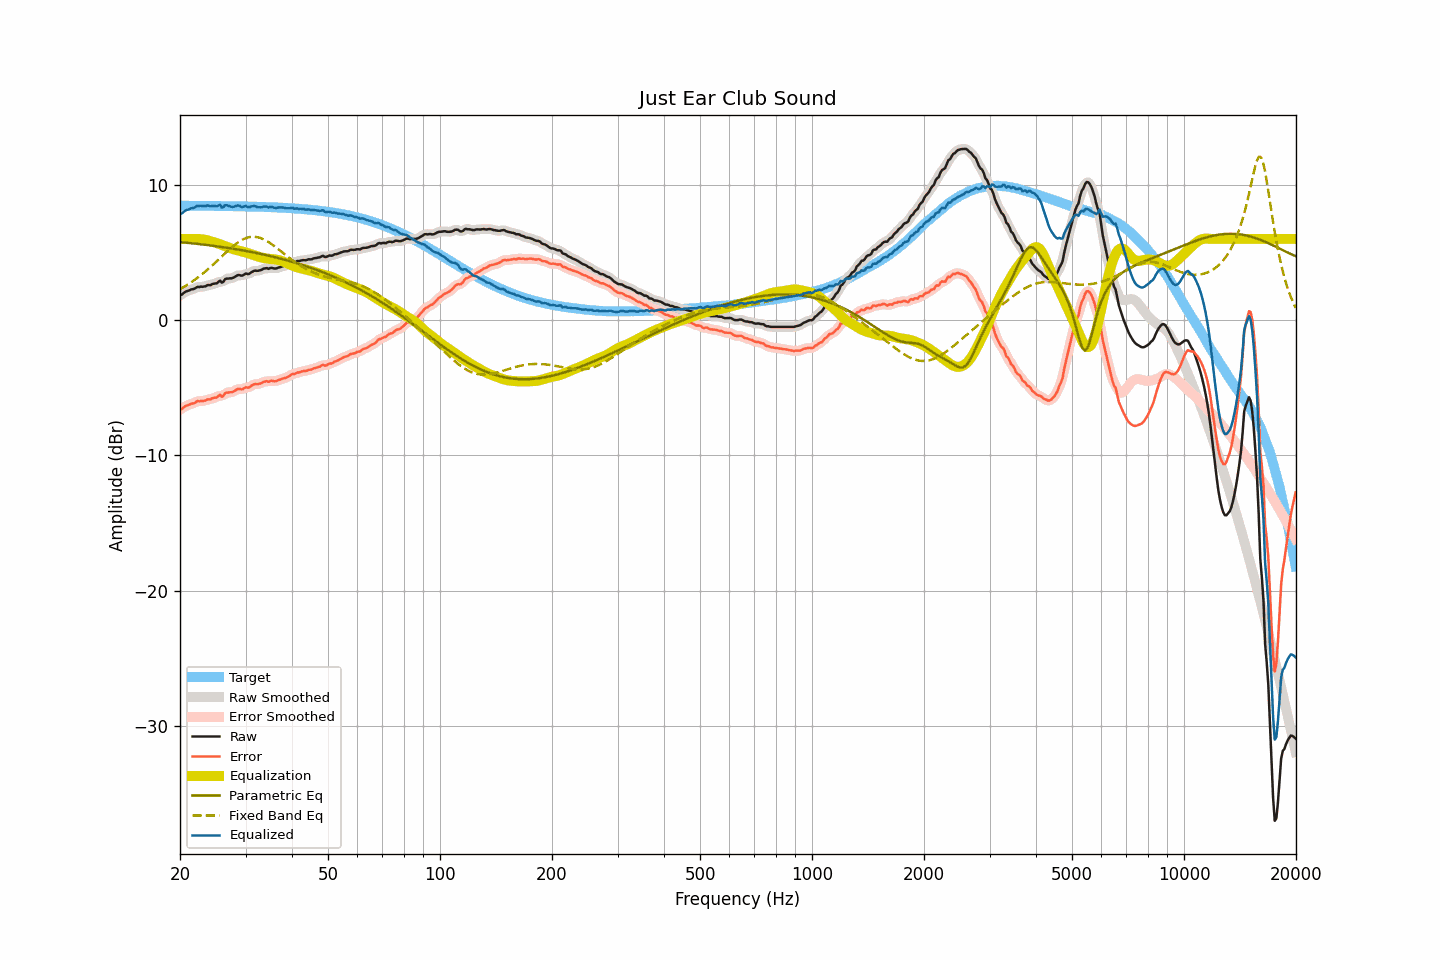 Just Ear Club Sound
Amplitude (dBr)
10
0
−10
−20
−30
Target
Raw Smoothed
Error Smoothed
Raw
Error
Equalization
Parametric Eq
Fixed Band Eq
Equalized
20 50 100 200 500 1000 2000 5000 10000 20000
Frequency (Hz)